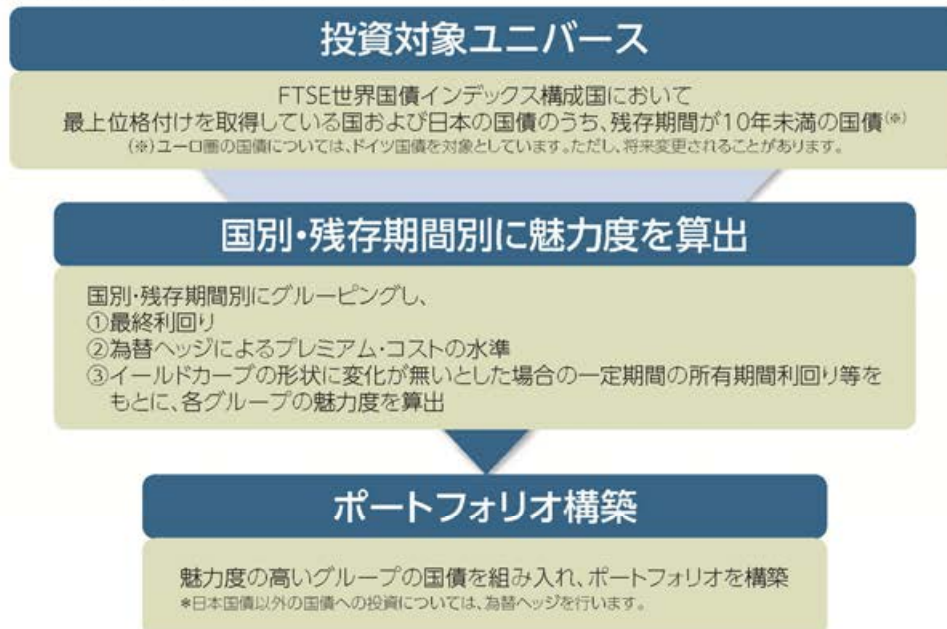 投資対象ユニバース
FTSE世界国債インデックス構成国において
最上位格付けを取得している国および日本の国債のうち、残存期間が10年未満の国債(※)
(※)ユーロ圏の国債については、ドイツ国債を対象としています。ただし、将来変更されることがあります。
国別・残存期間別に魅力度を算出
国別・残存期間別にグルーピングし、
①最終利回り
②為替ヘッジによるプレミアム・コストの水準
③イールドカーブの形状に変化が無いとした場合の一定期間の所有期間利回り等を
もとに、各グループの魅力度を算出
ポートフォリオ構築
魅力度の高いグループの国債を組み入れ、ポートフォリオを構築
*日本国債以外の国債への投資については、為替ヘッジを行います。